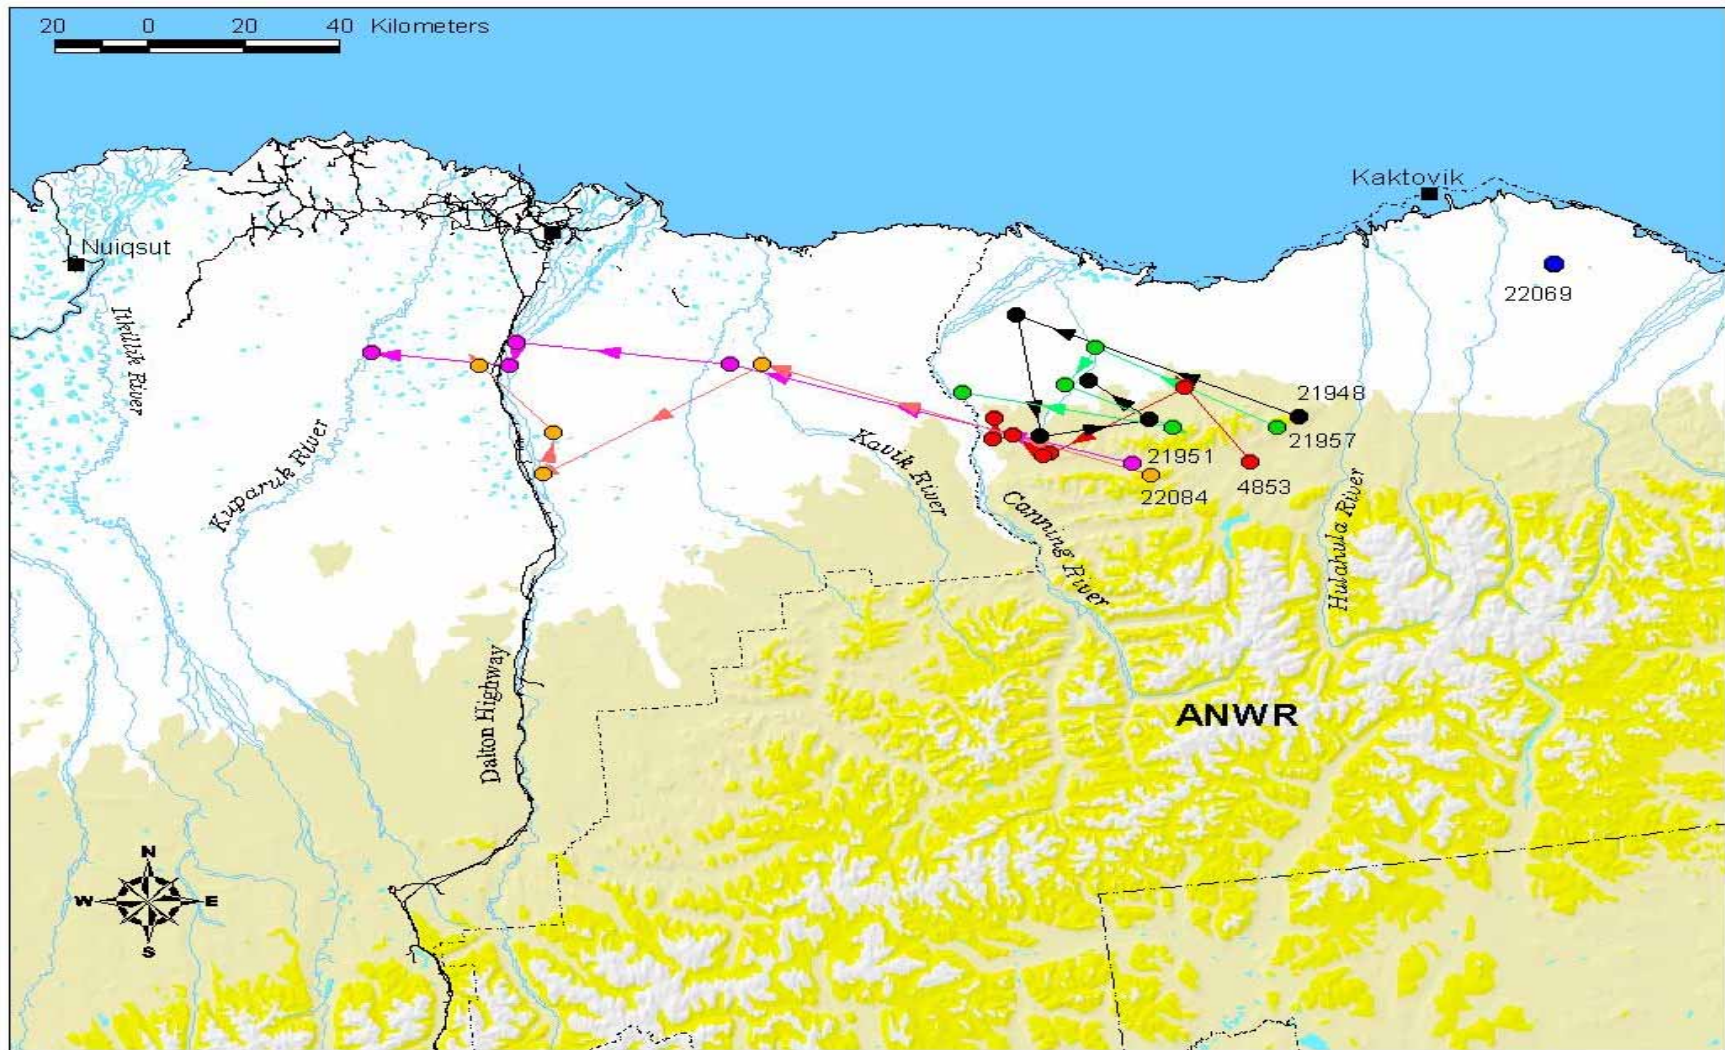 20 0 20 40 Kilometers
Kaktovik
Nuiqsut
22069
Itkillik River
Kuparuk River
Kavik River
Canning River
Hulahula River
21948
21957
21951
22084
4853
Dalton Highway
ANWR
N
W E
S